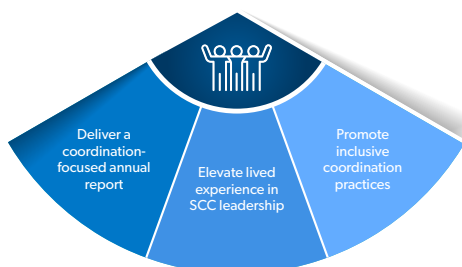 Deliver a
coordination-
focused annual
report
Elevate lived
experience in
SCC leadership
Promote
inclusive
coordination
practices